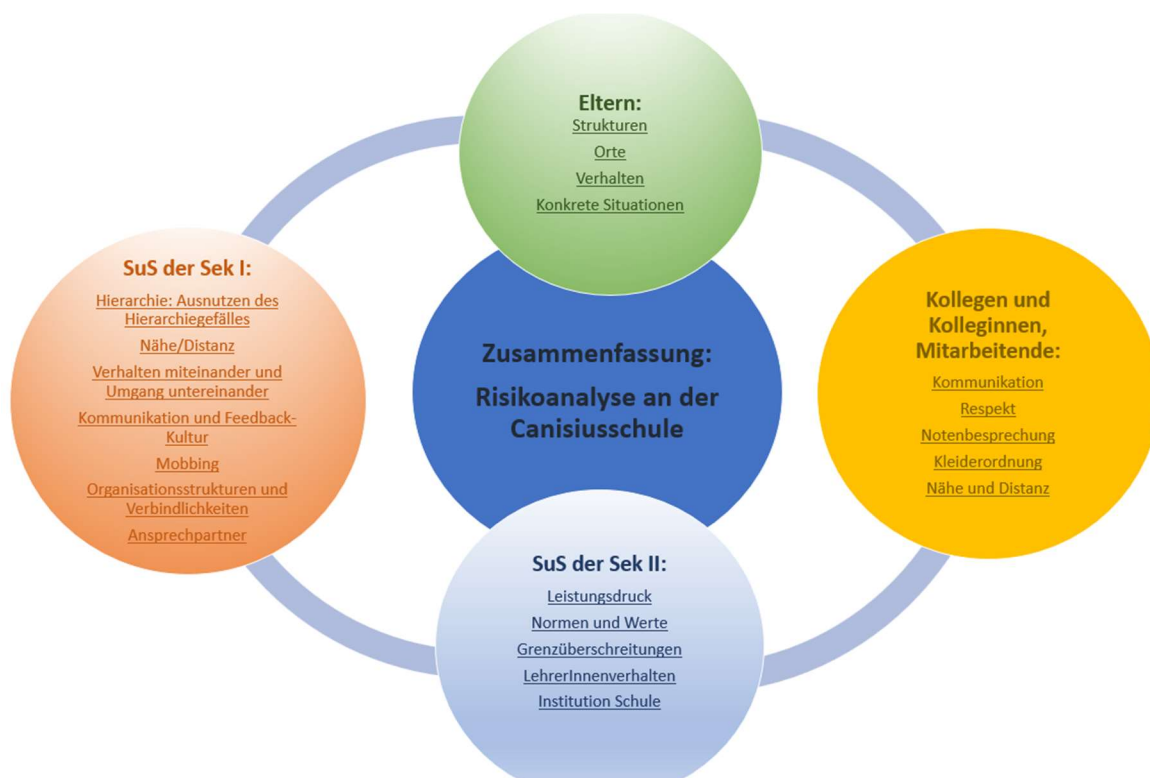 Eltern:
Strukturen
Orte
Verhalten
Konkrete Situationen
SuS der Sek I:
Hierarchie: Ausnutzen des
Hierarchiegefälles
Nähe/Distanz
Verhalten miteinander und
Umgang untereinander
Kommunikation und Feedback-
Kultur
Mobbing
Organisationsstrukturen und
Verbindlichkeiten
Ansprechpartner
Zusammenfassung:
Risikoanalyse an der
Canisiusschule
Kollegen und
Kolleginnen,
Mitarbeitende:
Kommunikation
Respekt
Notenbesprechung
Kleiderordnung
Nähe und Distanz
SuS der Sek II:
Leistungsdruck
Normen und Werte
Grenzüberschreitungen
LehrerInnenverhalten
Institution Schule